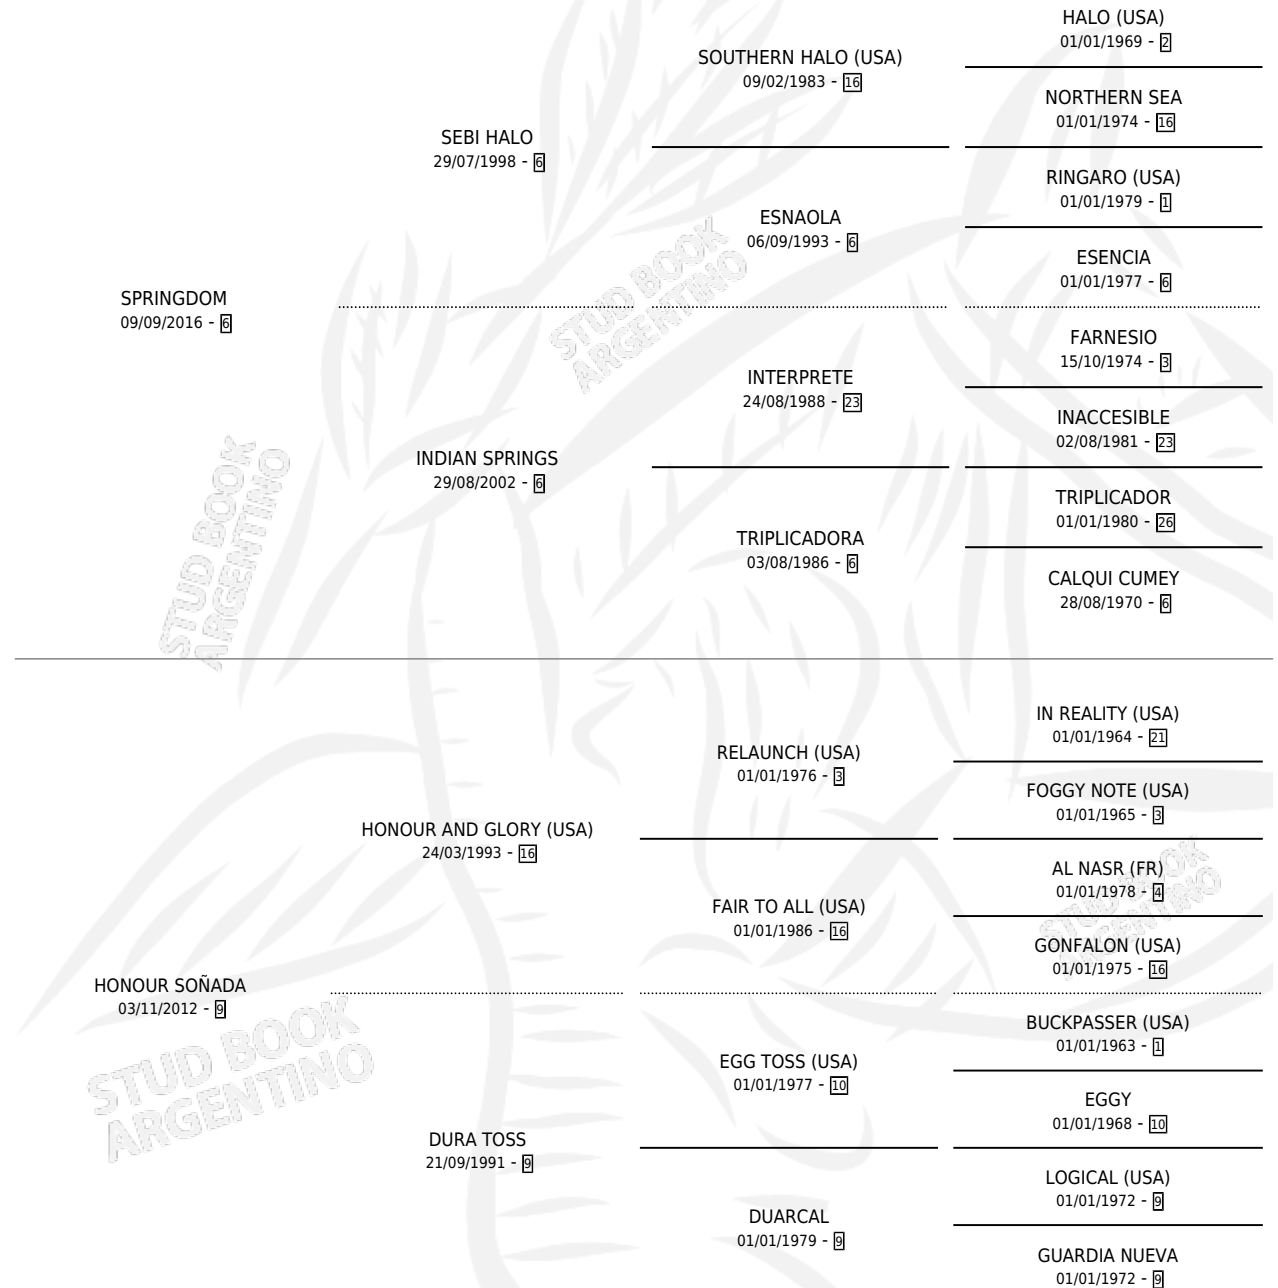 SPRINGDOM
09/09/2016 - 6
SEBI HALO
29/07/1998 - 6
INDIAN SPRINGS
29/08/2002 - 6
SOUTHERN HALO (USA)
09/02/1983 - 16
ESNAOLA
06/09/1993 - 6
INTERPRETE
24/08/1988 - 23
TRIPLICADORA
03/08/1986 - 6
HALO (USA)
01/01/1969 - 2
NORTHERN SEA
01/01/1974 - 16
RINGARO (USA)
01/01/1979 - 1
ESENCIA
01/01/1977 - 6
FARNESIO
15/10/1974 - 3
INACCESIBLE
02/08/1981 - 23
TRIPLICADOR
01/01/1980 - 26
CALQUI CUMEY
28/08/1970 - 6
STUD BOOK
ARGENTINO
STUD BOOK
ARGENTINO
HONOUR SOÑADA
03/11/2012 - 9
HONOUR AND GLORY (USA)
24/03/1993 - 16
DURA TOSS
21/09/1991 - 9
RELAUNCH (USA)
01/01/1976 - 3
FAIR TO ALL (USA)
01/01/1986 - 16
EGG TOSS (USA)
01/01/1977 - 10
DUARCAL
01/01/1979 - 9
IN REALITY (USA)
01/01/1964 - 21
FOGGY NOTE (USA)
01/01/1965 - 3
AL NASR (FR)
01/01/1978 - 4
GONFALON (USA)
01/01/1975 - 16
BUCKPASSER (USA)
01/01/1963 - 1
EGGY
01/01/1968 - 10
LOGICAL (USA)
01/01/1972 - 9
GUARDIA NUEVA
01/01/1972 - 9
STUD BOOK
ARGENTINO
STUD BOOK
ARGENTINO